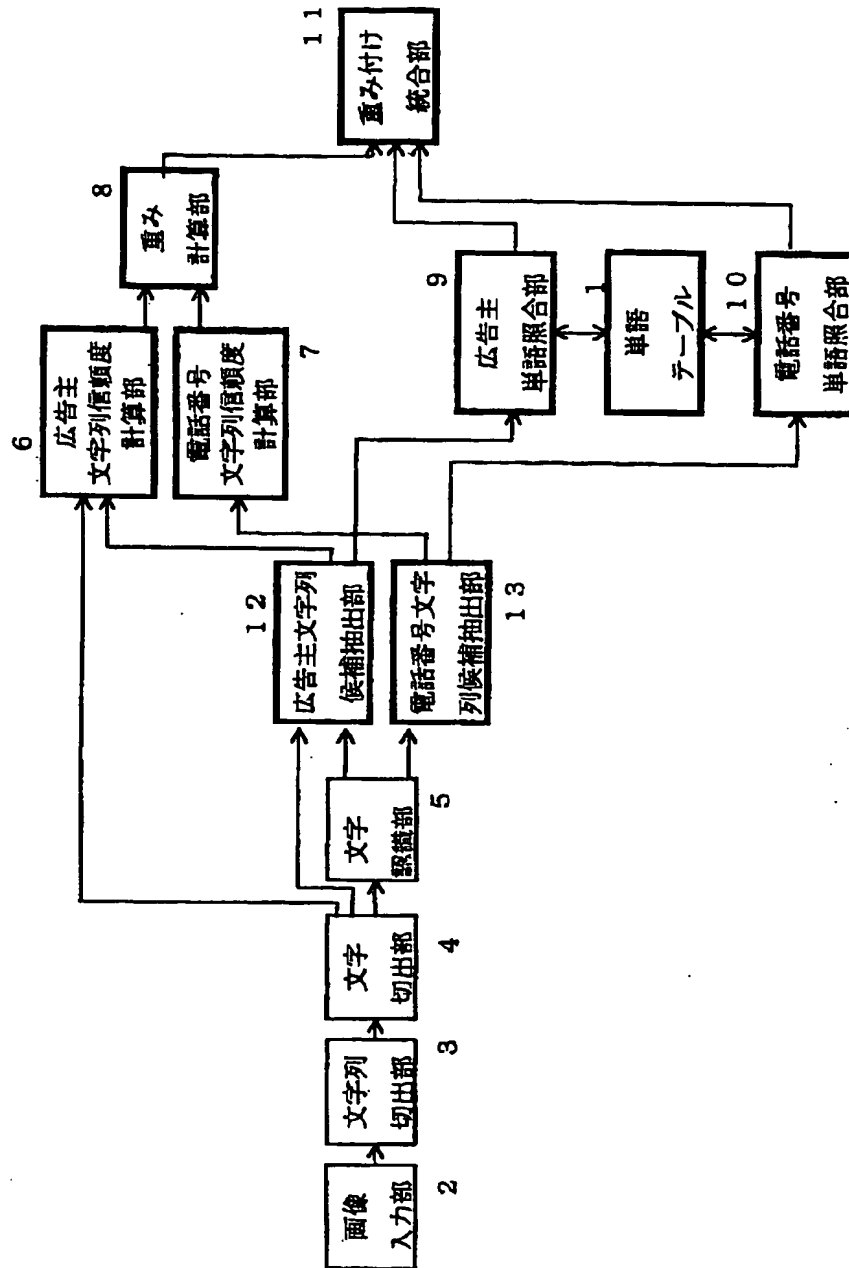 画像
入力部
2
文字列
切出部
3
文字
切出部
4
文字
認識部
5
広告主文字列
候補抽出部
12
電話番号文字
列候補抽出部
13
広告主
文字列信頼度
計算部
6
電話番号
文字列信頼度
計算部
7
重み
計算部
8
広告主
単語照合部
9
単語
テーブル
1
電話番号
単語照合部
10
重み付け
統合部
11